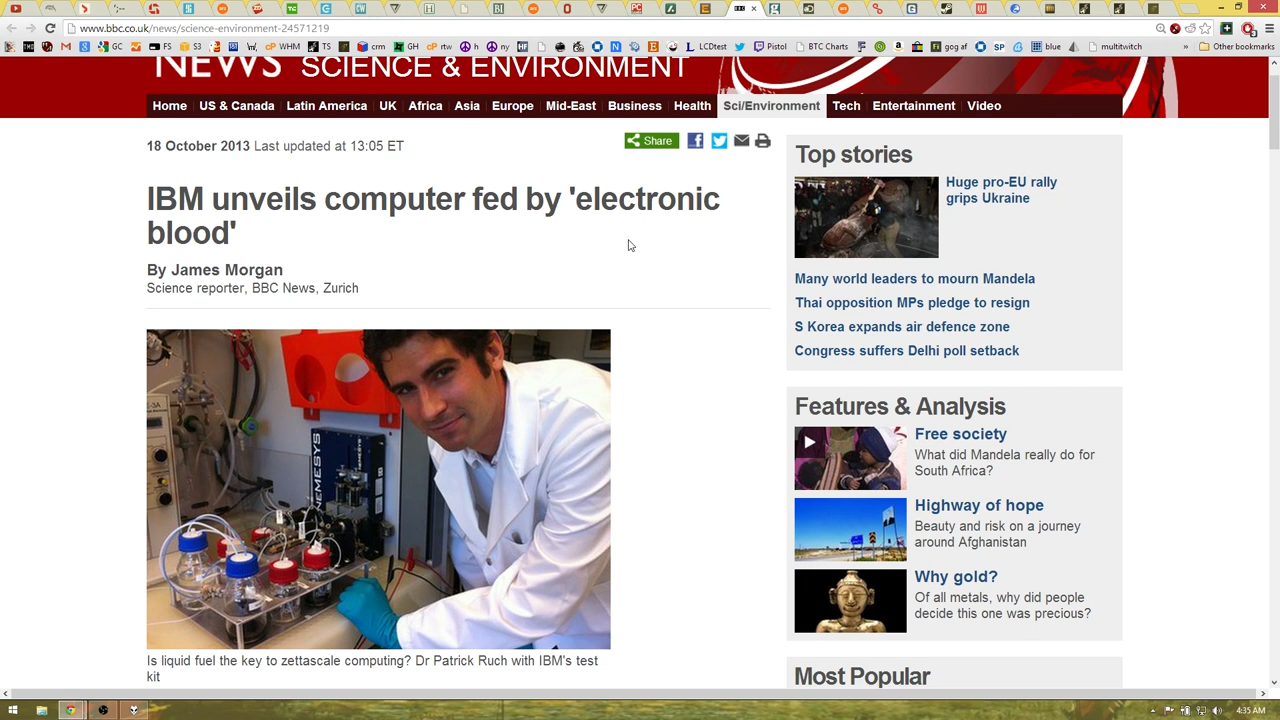 www.bbc.co.uk/news/science-environment-24571219
GC FS S3 cP WHM TS crm GH cP rtw h ny HF LCDtest Pistol BTC Charts gog af SP blue multitwitch » Other bookmarks
NEWS SCIENCE & ENVIRONMENT
Home US & Canada Latin America UK Africa Asia Europe Mid-East Business Health Sci/Environment Tech Entertainment Video
18 October 2013 Last updated at 13:05 ET
Share
IBM unveils computer fed by 'electronic
blood'
By James Morgan
Science reporter, BBC News, Zurich
NEMESYS
Is liquid fuel the key to zettascale computing? Dr Patrick Ruch with IBM's test
kit
Top stories
Huge pro-EU rally
grips Ukraine
Many world leaders to mourn Mandela
Thai opposition MPs pledge to resign
S Korea expands air defence zone
Congress suffers Delhi poll setback
Features & Analysis
Free society
What did Mandela really do for
South Africa?
Highway of hope
Beauty and risk on a journey
around Afghanistan
Why gold?
Of all metals, why did people
decide this one was precious?
Most Popular
4:35 AM